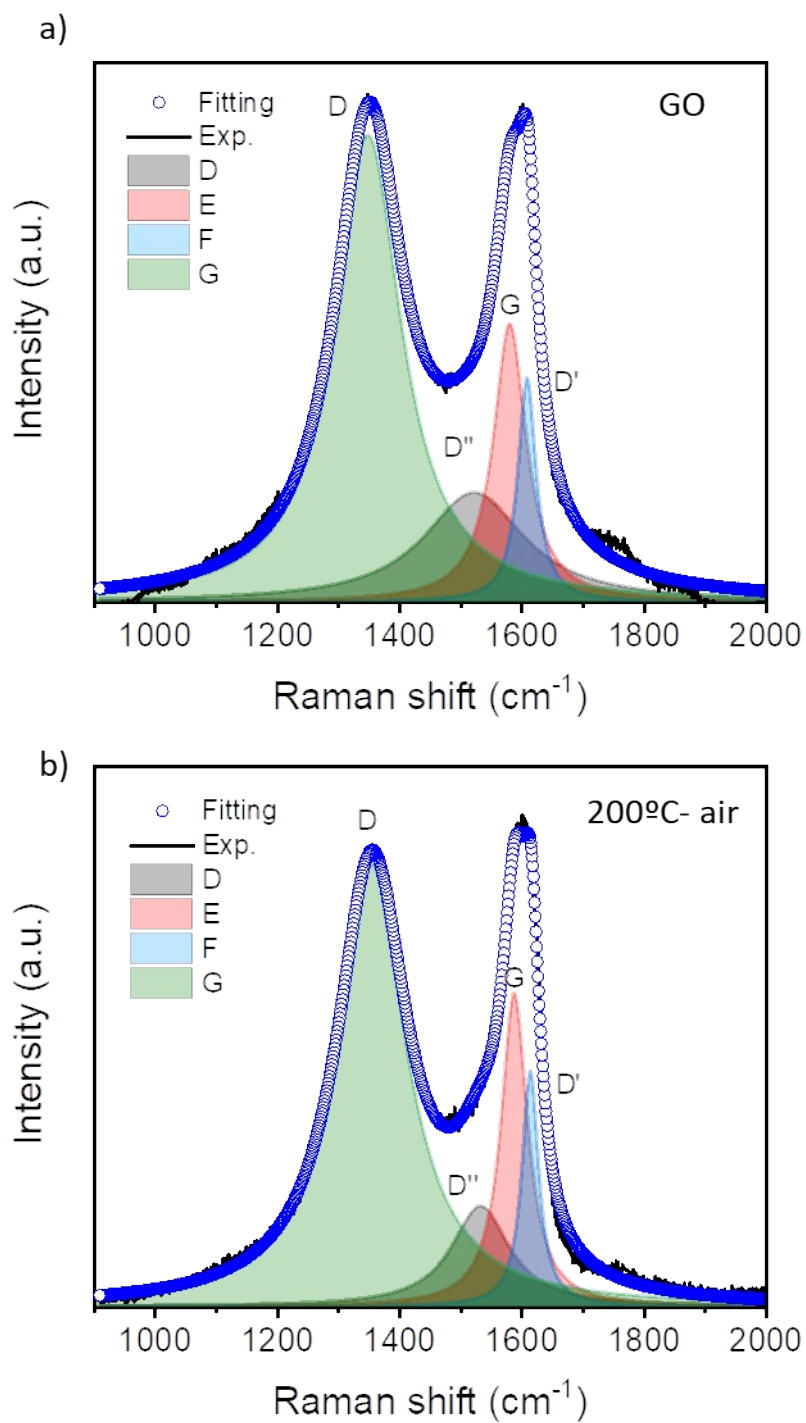 a)
Fitting
Exp.
D
E
F
G
D
GO
G
D'
D"
Intensity (a.u.)
1000 1200 1400 1600 1800 2000
Raman shift (cm⁻¹)
b)
Fitting
Exp.
D
E
F
G
D
200ºC- air
G
D'
D"
Intensity (a.u.)
1000 1200 1400 1600 1800 2000
Raman shift (cm⁻¹)